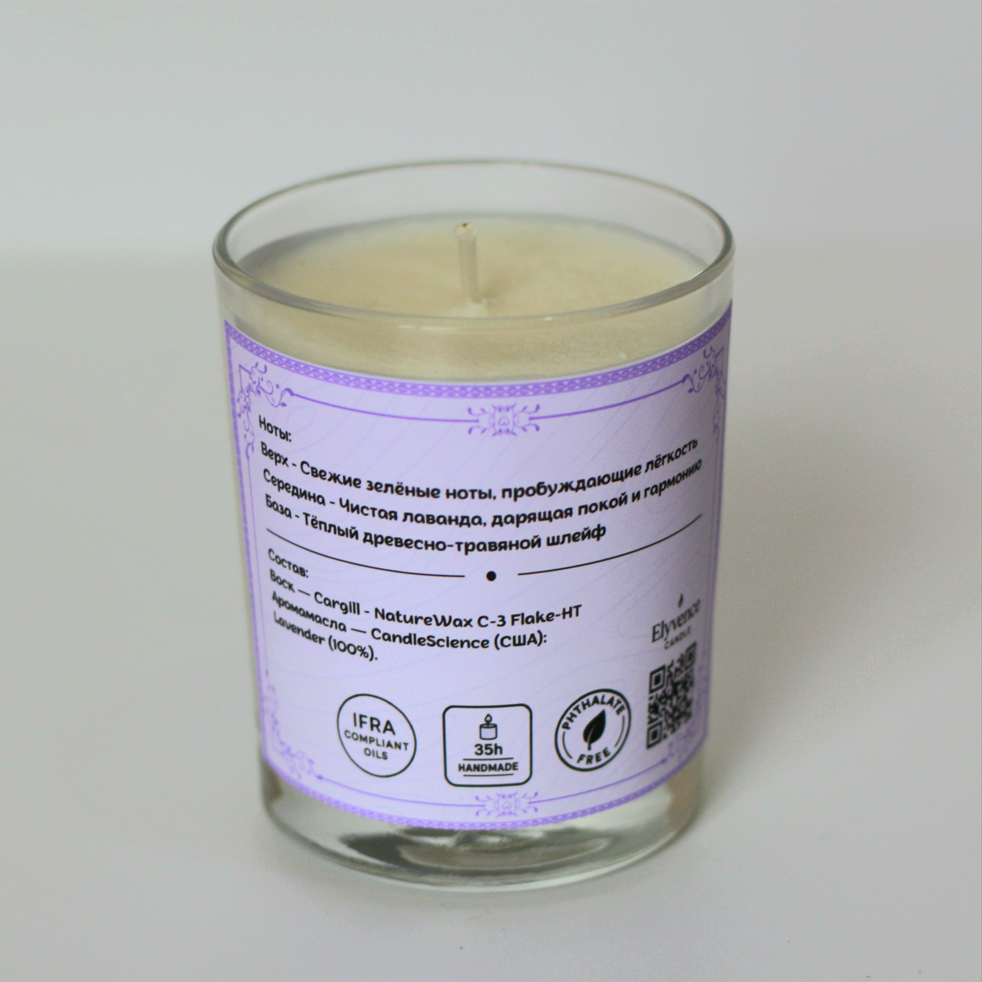 Ноты:
Верх - Свежие зелёные ноты, пробуждающие лёгкость
Середина - Чистая лаванда, дарящая покой и гармонию
База - Тёплый древесно-травяной шлейф
Состав:
Воск — Cargill - NatureWax C-3 Flake-HT
Аромамасла — CandleScience (США):
Lavender (100%).
Elyvence
CANDLE
IFRA
COMPLIANT
OILS
35h
HANDMADE
PHTHALATE
FREE